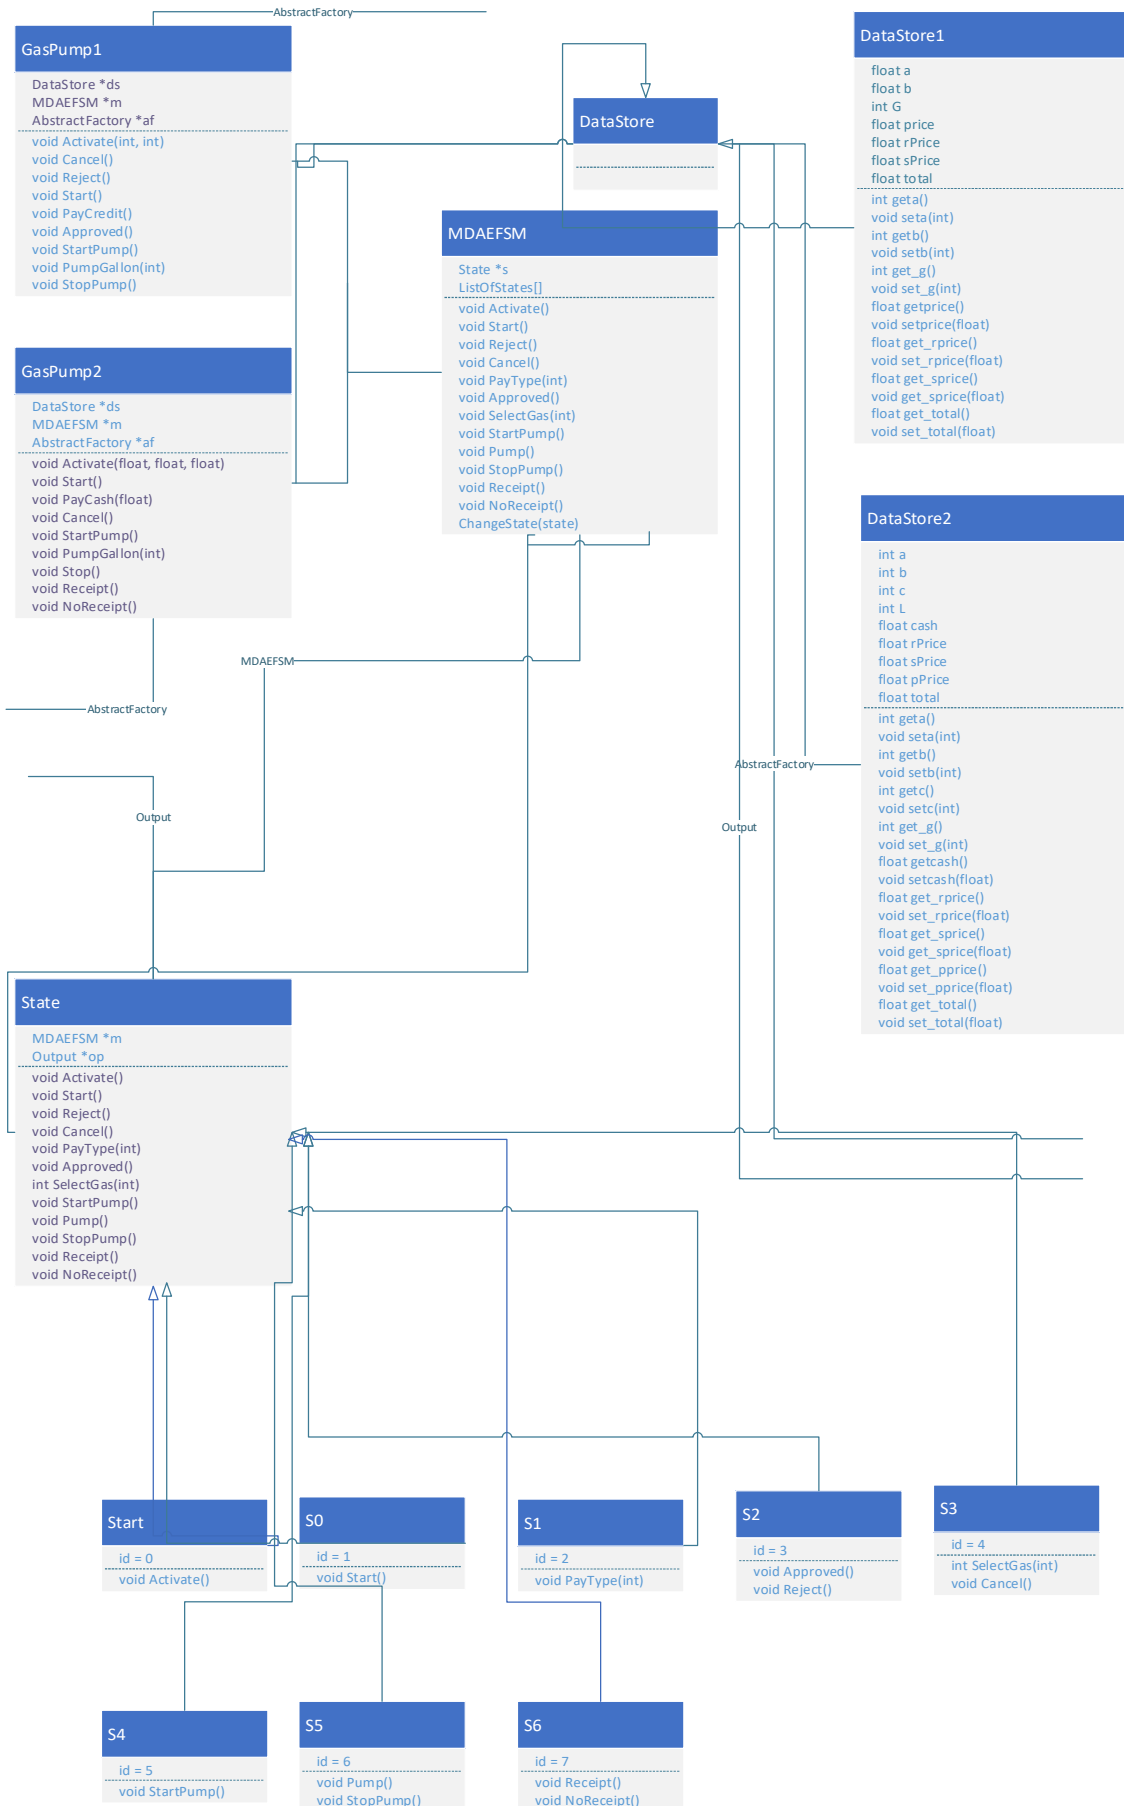 AbstractFactory
GasPump1
DataStore *ds
MDAEFSM *m
AbstractFactory *af
void Activate(int, int)
void Cancel()
void Reject()
void Start()
void PayCredit()
void Approved()
void StartPump()
void PumpGallon(int)
void StopPump()
DataStore
DataStore1
float a
float b
int G
float price
float rPrice
float sPrice
float total
int geta()
void seta(int)
int getb()
void setb(int)
int get_g()
void set_g(int)
float getprice()
void setprice(float)
float get_rprice()
void set_rprice(float)
float get_sprice()
void get_sprice(float)
float get_total()
void set_total(float)
MDAEFSM
State *s
ListOfStates[]
void Activate()
void Start()
void Reject()
void Cancel()
void PayType(int)
void Approved()
void SelectGas(int)
void StartPump()
void Pump()
void StopPump()
void Receipt()
void NoReceipt()
ChangeState(state)
GasPump2
DataStore *ds
MDAEFSM *m
AbstractFactory *af
void Activate(float, float, float)
void Start()
void PayCash(float)
void Cancel()
void StartPump()
void PumpGallon(int)
void Stop()
void Receipt()
void NoReceipt()
DataStore2
int a
int b
int c
int L
float cash
float rPrice
float sPrice
float pPrice
float total
int geta()
void seta(int)
int getb()
void setb(int)
int getc()
void setc(int)
int get_g()
void set_g(int)
float getcash()
void setcash(float)
float get_rprice()
void set_rprice(float)
float get_sprice()
void get_sprice(float)
float get_pprice()
void set_pprice(float)
float get_total()
void set_total(float)
MDAEFSM
AbstractFactory
AbstractFactory
Output
Output
State
MDAEFSM *m
Output *op
void Activate()
void Start()
void Reject()
void Cancel()
void PayType(int)
void Approved()
int SelectGas(int)
void StartPump()
void Pump()
void StopPump()
void Receipt()
void NoReceipt()
Start
id = 0
void Activate()
S0
id = 1
void Start()
S1
id = 2
void PayType(int)
S2
id = 3
void Approved()
void Reject()
S3
id = 4
int SelectGas(int)
void Cancel()
S4
id = 5
void StartPump()
S5
id = 6
void Pump()
void StopPump()
S6
id = 7
void Receipt()
void NoReceipt()